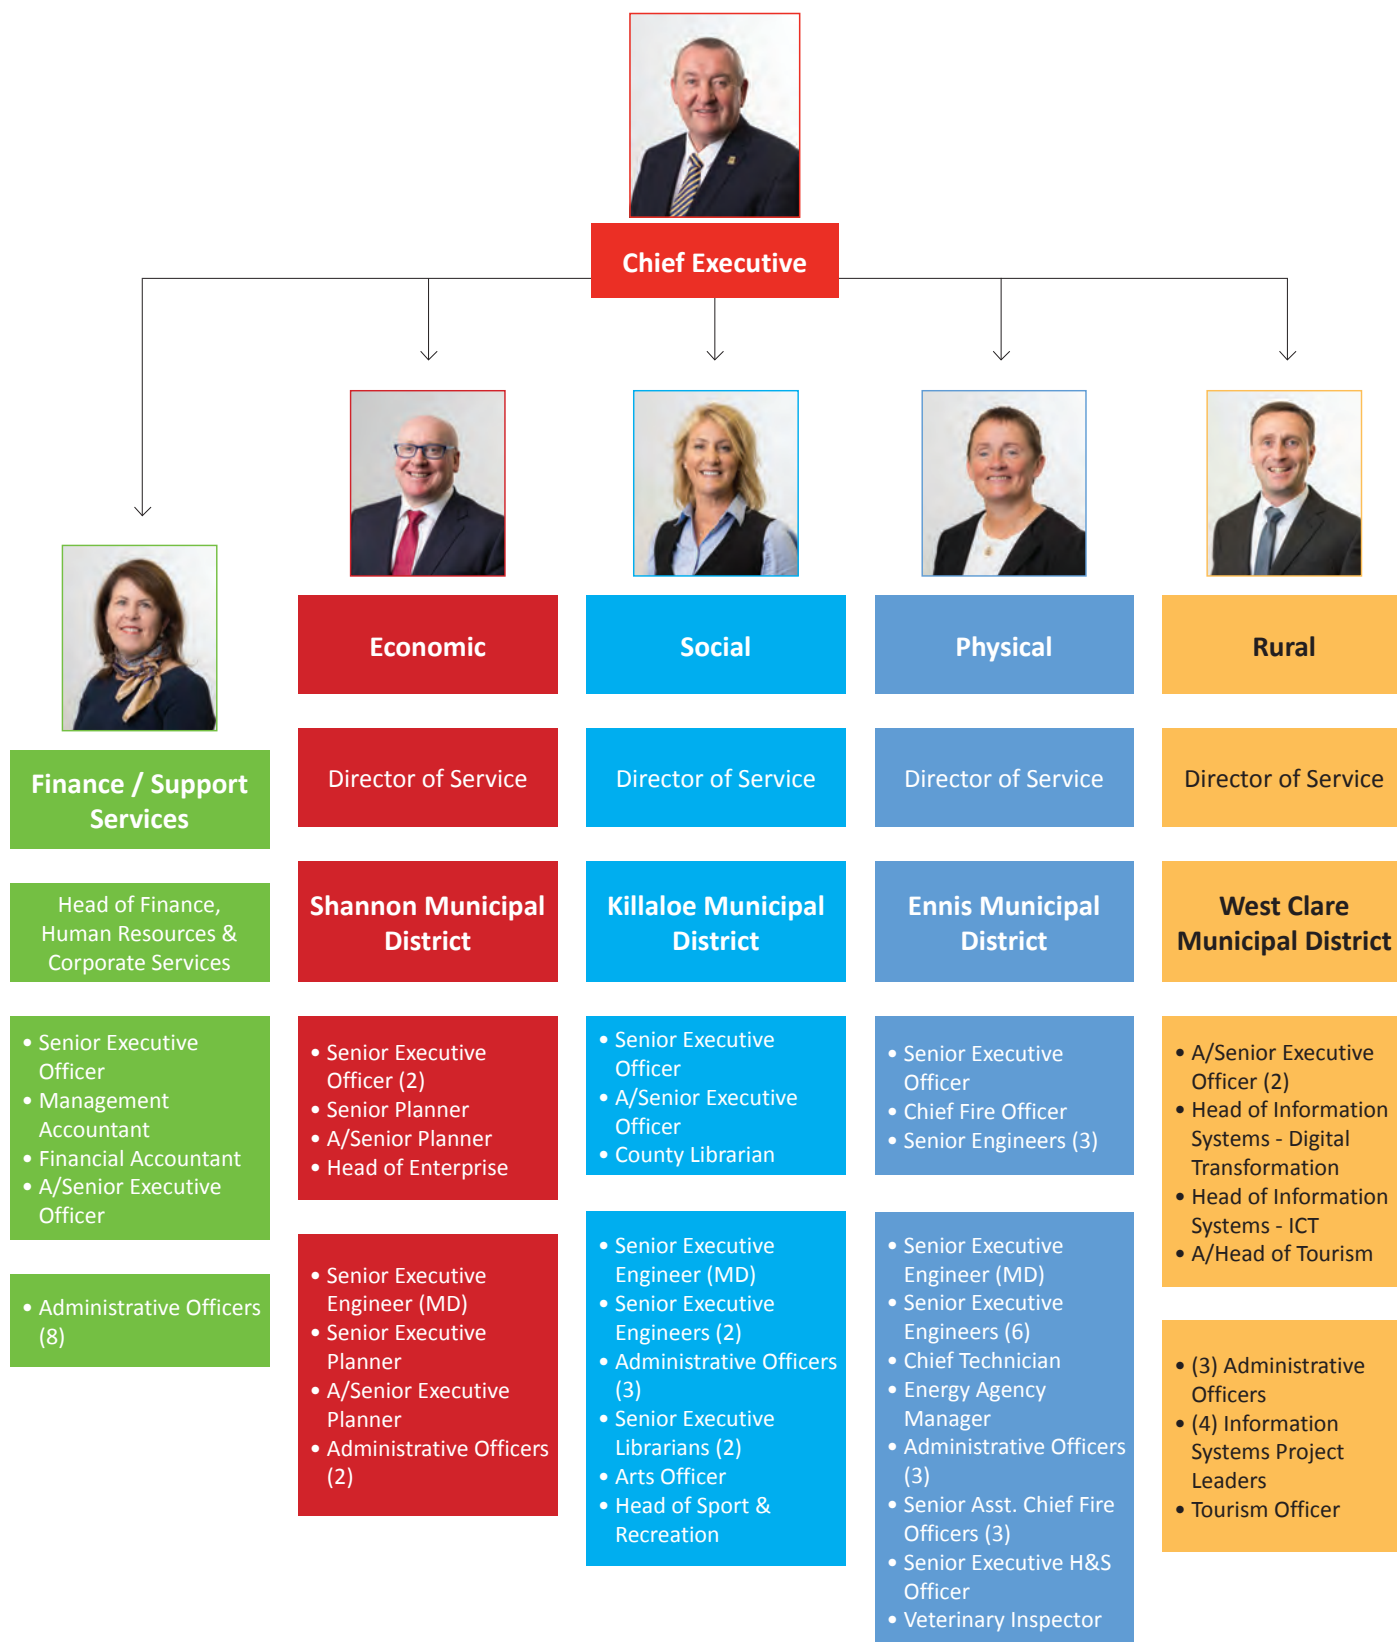 Chief Executive
Finance / Support
Services
Head of Finance,
Human Resources &
Corporate Services
• Senior Executive
Officer
• Management
Accountant
• Financial Accountant
• A/Senior Executive
Officer
• Administrative Officers
(8)
Economic
Director of Service
Shannon Municipal
District
• Senior Executive
Officer (2)
• Senior Planner
• A/Senior Planner
• Head of Enterprise
• Senior Executive
Engineer (MD)
• Senior Executive
Planner
• A/Senior Executive
Planner
• Administrative Officers
(2)
Social
Director of Service
Killaloe Municipal
District
• Senior Executive
Officer
• A/Senior Executive
Officer
• County Librarian
• Senior Executive
Engineer (MD)
• Senior Executive
Engineers (2)
• Administrative Officers
(3)
• Senior Executive
Librarians (2)
• Arts Officer
• Head of Sport &
Recreation
Physical
Director of Service
Ennis Municipal
District
• Senior Executive
Officer
• Chief Fire Officer
• Senior Engineers (3)
• Senior Executive
Engineer (MD)
• Senior Executive
Engineers (6)
• Chief Technician
• Energy Agency
Manager
• Administrative Officers
(3)
• Senior Asst. Chief Fire
Officers (3)
• Senior Executive H&S
Officer
• Veterinary Inspector
Rural
Director of Service
West Clare
Municipal District
• A/Senior Executive
Officer (2)
• Head of Information
Systems - Digital
Transformation
• Head of Information
Systems - ICT
• A/Head of Tourism
• (3) Administrative
Officers
• (4) Information
Systems Project
Leaders
• Tourism Officer